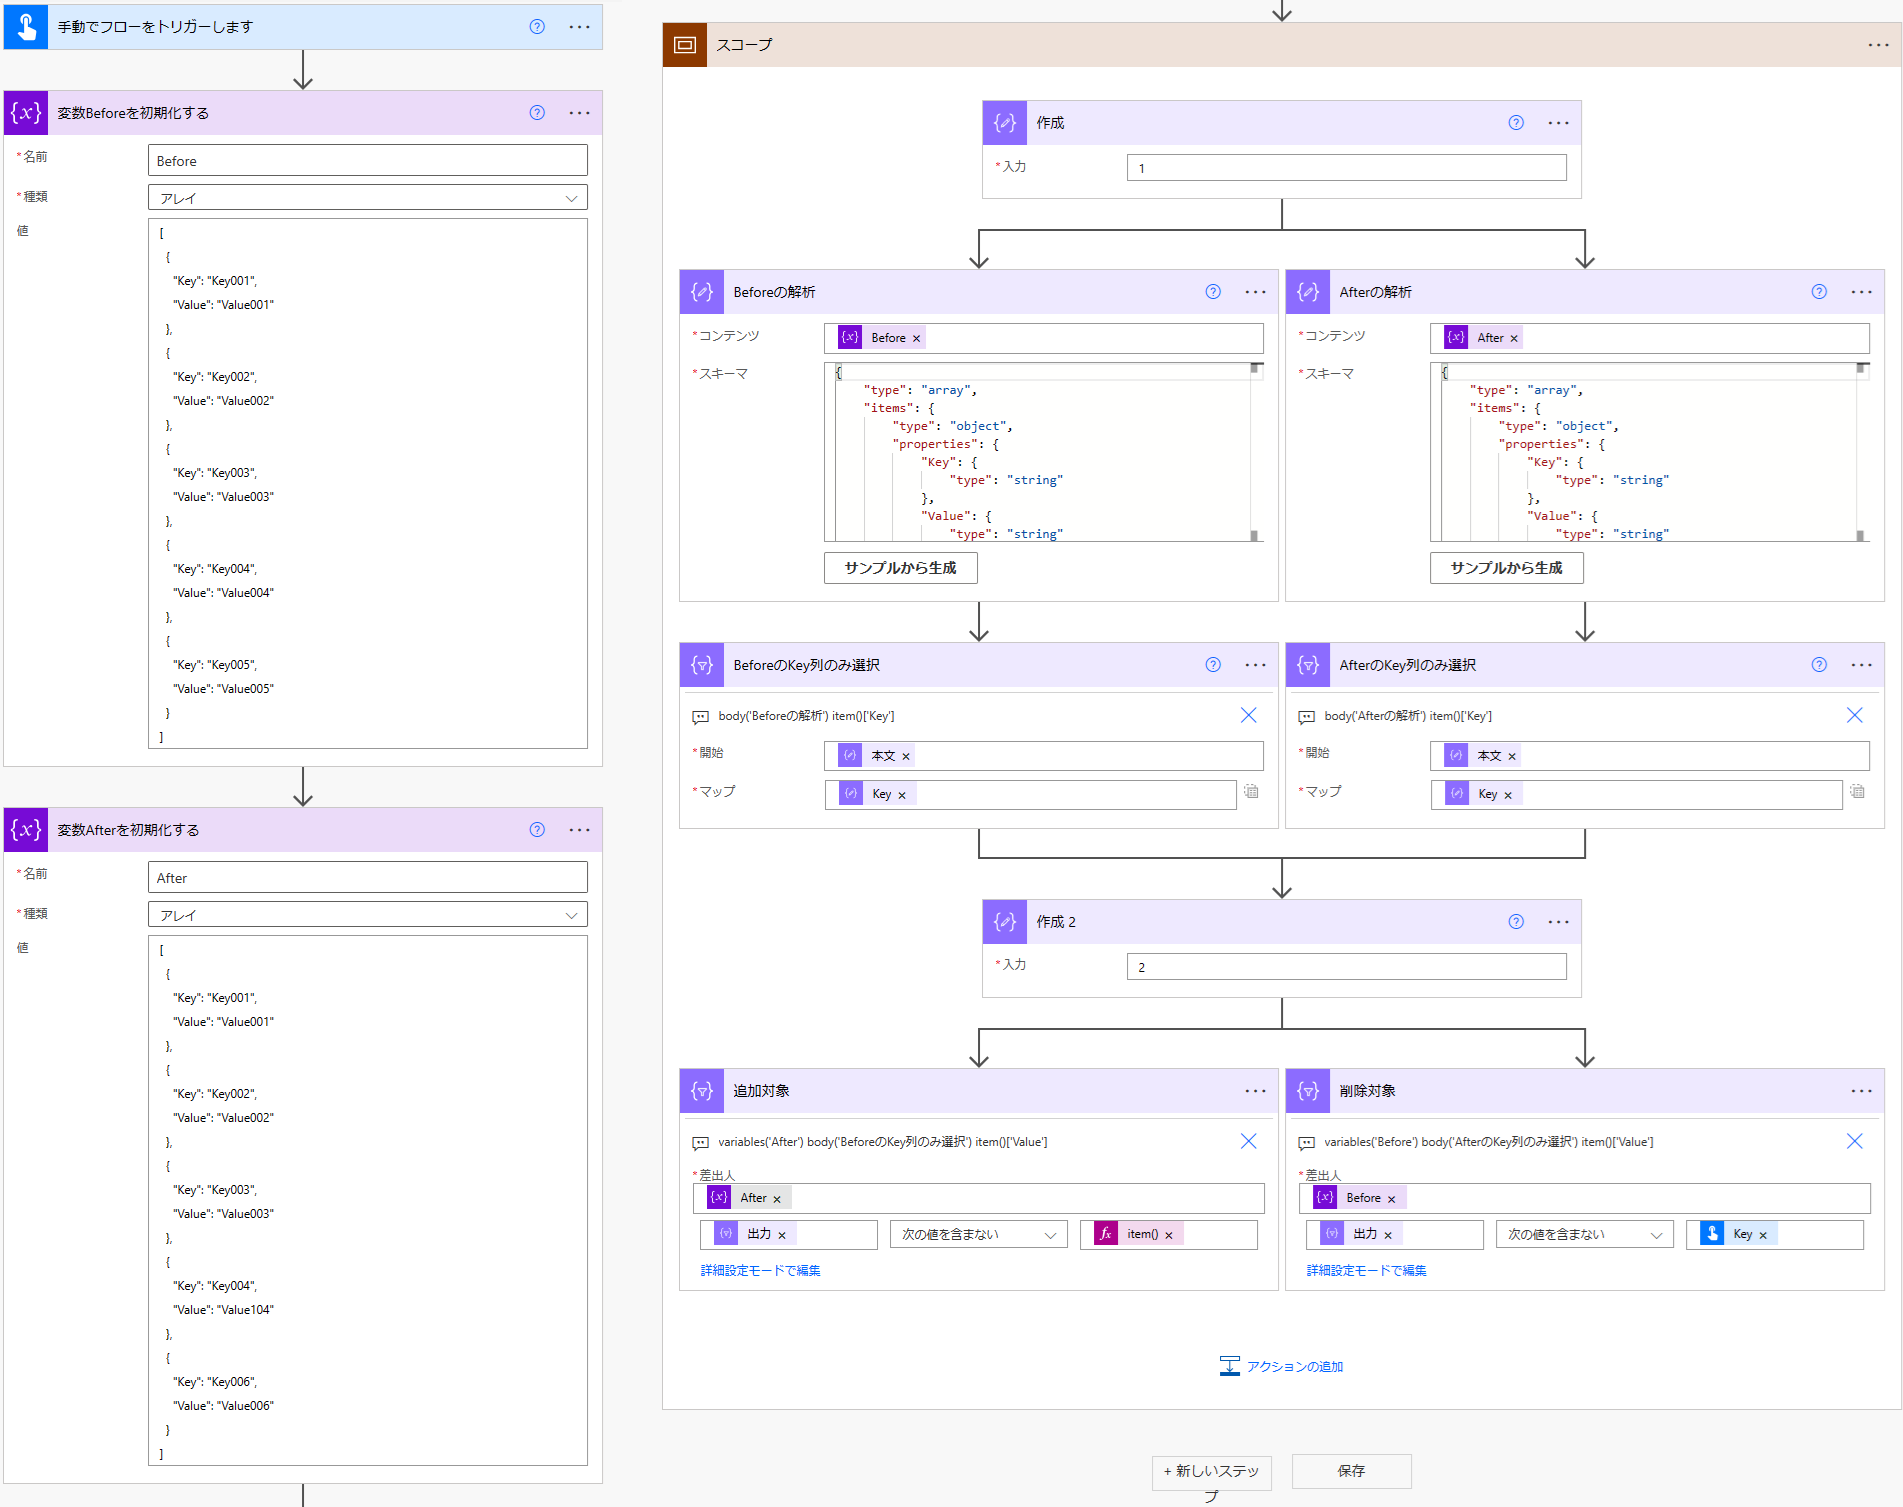 手動でフローをトリガーします
変数Beforeを初期化する
*名前
Before
*種類
アレイ
値
[
{
"Key": "Key001",
"Value": "Value001"
},
{
"Key": "Key002",
"Value": "Value002"
},
{
"Key": "Key003",
"Value": "Value003"
},
{
"Key": "Key004",
"Value": "Value004"
},
{
"Key": "Key005",
"Value": "Value005"
}
]
変数Afterを初期化する
*名前
After
*種類
アレイ
値
[
{
"Key": "Key001",
"Value": "Value001"
},
{
"Key": "Key002",
"Value": "Value002"
},
{
"Key": "Key003",
"Value": "Value003"
},
{
"Key": "Key004",
"Value": "Value104"
},
{
"Key": "Key006",
"Value": "Value006"
}
]
スコープ
作成
*入力
1
Beforeの解析
*コンテンツ
Before
*スキーマ
{
"type": "array",
"items": {
"type": "object",
"properties": {
"Key": {
"type": "string"
},
"Value": {
"type": "string"
サンプルから生成
Afterの解析
*コンテンツ
After
*スキーマ
{
"type": "array",
"items": {
"type": "object",
"properties": {
"Key": {
"type": "string"
},
"Value": {
"type": "string"
サンプルから生成
BeforeのKey列のみ選択
body('Beforeの解析') item()['Key']
*開始
本文
*マップ
Key
AfterのKey列のみ選択
body('Afterの解析') item()['Key']
*開始
本文
*マップ
Key
作成 2
*入力
2
追加対象
variables('After') body('BeforeのKey列のみ選択') item()['Value']
*差出人
After
出力 次の値を含まない item()
詳細設定モードで編集
削除対象
variables('Before') body('AfterのKey列のみ選択') item()['Value']
*差出人
Before
出力 次の値を含まない Key
詳細設定モードで編集
アクションの追加
+ 新しいステッ
プ
保存